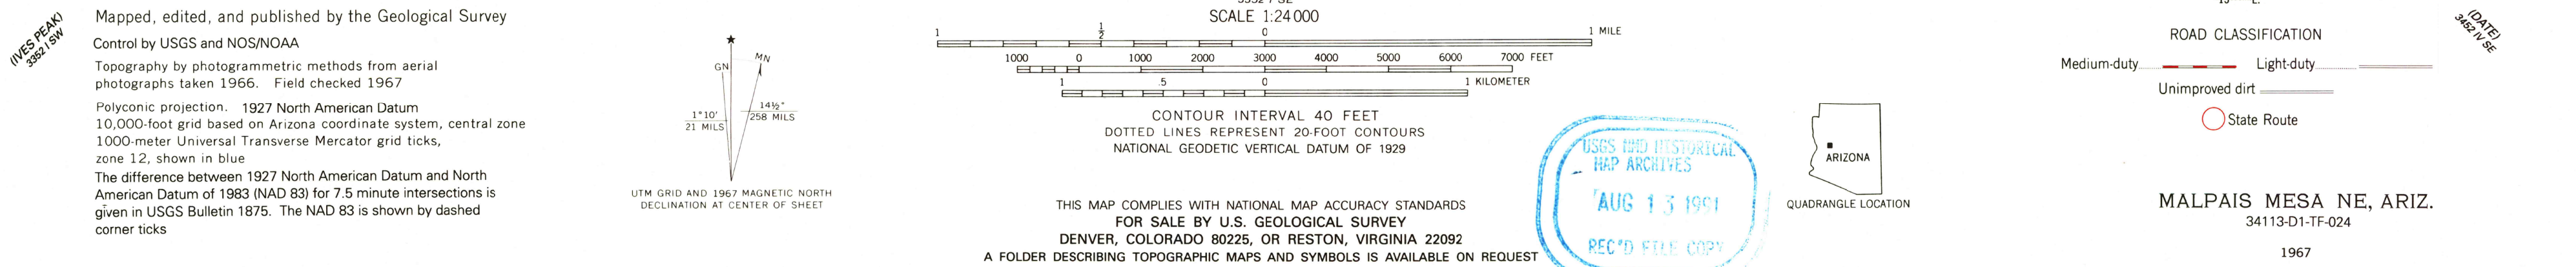 (IVES PEAK)
3352 I SW
Mapped, edited, and published by the Geological Survey
Control by USGS and NOS/NOAA
Topography by photogrammetric methods from aerial
photographs taken 1966. Field checked 1967
Polyconic projection. 1927 North American Datum
10,000-foot grid based on Arizona coordinate system, central zone
1000-meter Universal Transverse Mercator grid ticks,
zone 12, shown in blue
The difference between 1927 North American Datum and North
American Datum of 1983 (NAD 83) for 7.5 minute intersections is
given in USGS Bulletin 1875. The NAD 83 is shown by dashed
corner ticks
★
GN
MN
1°10′
21 MILS
14½°
258 MILS
UTM GRID AND 1967 MAGNETIC NORTH
DECLINATION AT CENTER OF SHEET
SCALE 1:24 000
1 ½ 0 1 MILE
1000 0 1000 2000 3000 4000 5000 6000 7000 FEET
1 .5 0 1 KILOMETER
CONTOUR INTERVAL 40 FEET
DOTTED LINES REPRESENT 20-FOOT CONTOURS
NATIONAL GEODETIC VERTICAL DATUM OF 1929
THIS MAP COMPLIES WITH NATIONAL MAP ACCURACY STANDARDS
FOR SALE BY U.S. GEOLOGICAL SURVEY
DENVER, COLORADO 80225, OR RESTON, VIRGINIA 22092
A FOLDER DESCRIBING TOPOGRAPHIC MAPS AND SYMBOLS IS AVAILABLE ON REQUEST
USGS NMD HISTORICAL
MAP ARCHIVES
AUG 13 1991
REC'D FILE COPY
ARIZONA
QUADRANGLE LOCATION
(DATE)
3452 IV SE
ROAD CLASSIFICATION
Medium-duty Light-duty
Unimproved dirt
State Route
MALPAIS MESA NE, ARIZ.
34113-D1-TF-024
1967